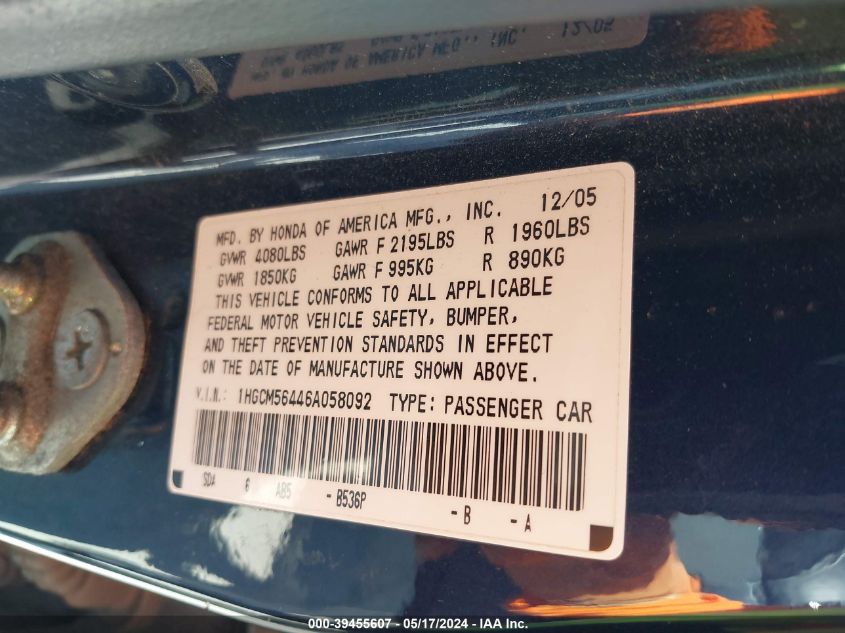 MFD. BY HONDA OF AMERICA MFG., INC. 12/05
GVWR 4080LBS GAWR F 2195LBS R 1960LBS
GVWR 1850KG GAWR F 995KG R 890KG
THIS VEHICLE CONFORMS TO ALL APPLICABLE
FEDERAL MOTOR VEHICLE SAFETY, BUMPER,
AND THEFT PREVENTION STANDARDS IN EFFECT
ON THE DATE OF MANUFACTURE SHOWN ABOVE.
V.I.N.: 1HGCM56446A058092 TYPE: PASSENGER CAR
SDA 6 AB5 - B536P - B - A
000-39455607 - 05/17/2024 - IAA Inc.